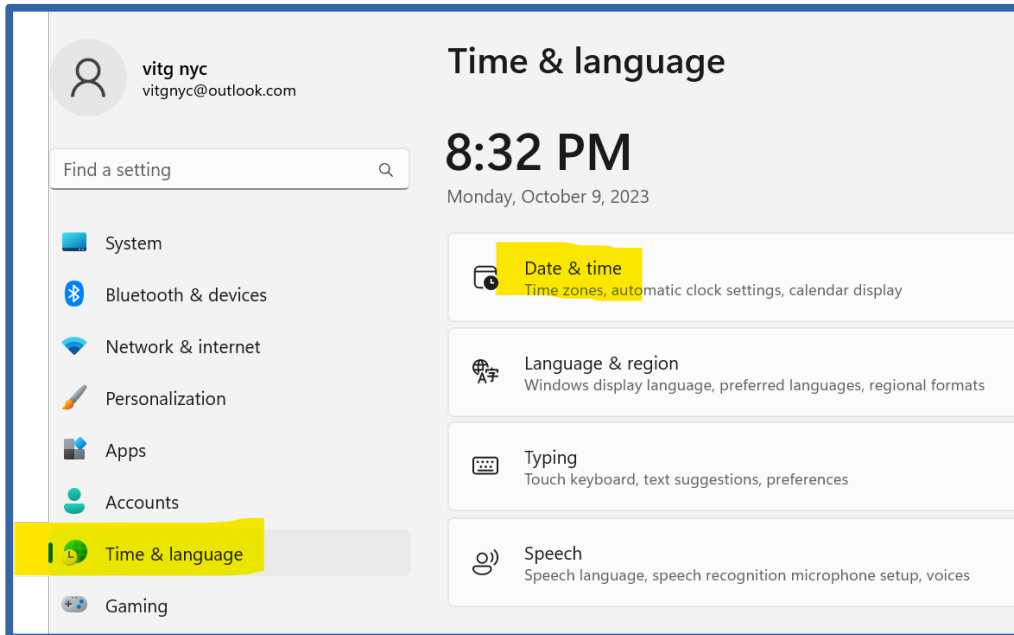 vitg nyc
vitgnyc@outlook.com
Find a setting
System
Bluetooth & devices
Network & internet
Personalization
Apps
Accounts
Time & language
Gaming
Time & language
8:32 PM
Monday, October 9, 2023
Date & time
Time zones, automatic clock settings, calendar display
Language & region
Windows display language, preferred languages, regional formats
Typing
Touch keyboard, text suggestions, preferences
Speech
Speech language, speech recognition microphone setup, voices